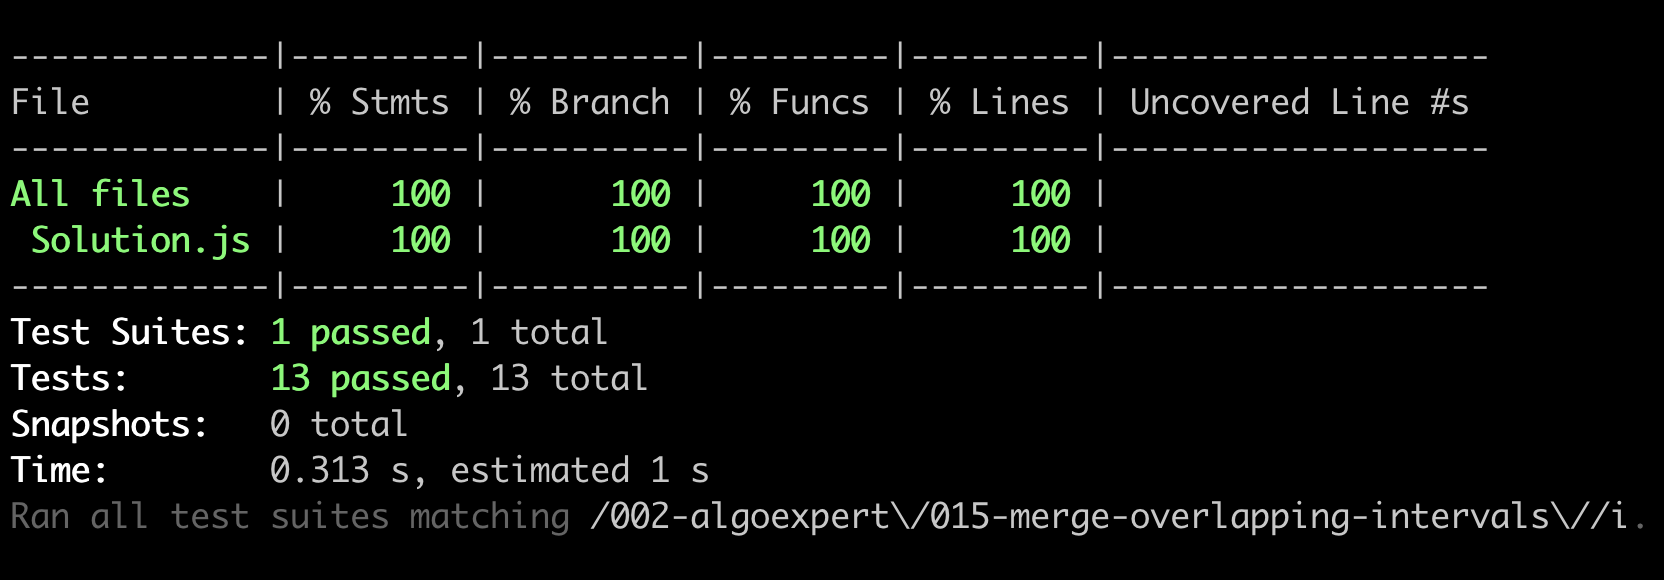 -------------|---------|----------|---------|---------|-------------------
File         | % Stmts | % Branch | % Funcs | % Lines | Uncovered Line #s
-------------|---------|----------|---------|---------|-------------------
All files    |     100 |      100 |     100 |     100 |
 Solution.js |     100 |      100 |     100 |     100 |
-------------|---------|----------|---------|---------|-------------------
Test Suites: 1 passed, 1 total
Tests:       13 passed, 13 total
Snapshots:   0 total
Time:        0.313 s, estimated 1 s
Ran all test suites matching /002-algoexpert\/015-merge-overlapping-intervals\//i.